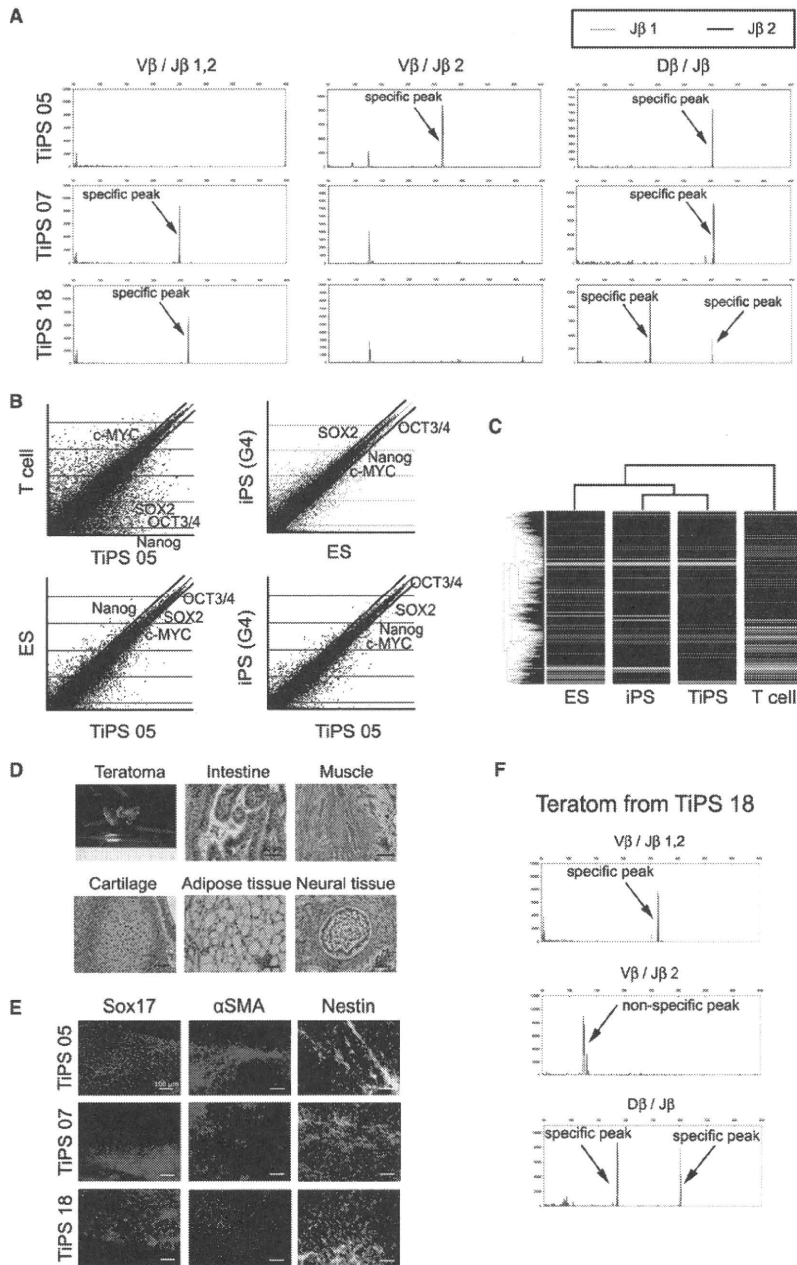 A
Jβ 1 Jβ 2
Vβ / Jβ 1,2 Vβ / Jβ 2 Dβ / Jβ
TiPS 05
specific peak
specific peak
TiPS 07
specific peak
specific peak
TiPS 18
specific peak
specific peak
specific peak
B
T cell
c-MYC
SOX2
OCT3/4
Nanog
TiPS 05
iPS (G4)
SOX2
OCT3/4
Nanog
c-MYC
ES
ES
Nanog
OCT3/4
SOX2
c-MYC
TiPS 05
iPS (G4)
OCT3/4
SOX2
Nanog
c-MYC
TiPS 05
C
ES iPS TiPS T cell
D
Teratoma Intestine Muscle
Cartilage Adipose tissue Neural tissue
E
Sox17 αSMA Nestin
TiPS 05
100 μm
TiPS 07
TiPS 18
F
Teratom from TiPS 18
Vβ / Jβ 1,2
specific peak
Vβ / Jβ 2
non-specific peak
Dβ / Jβ
specific peak
specific peak